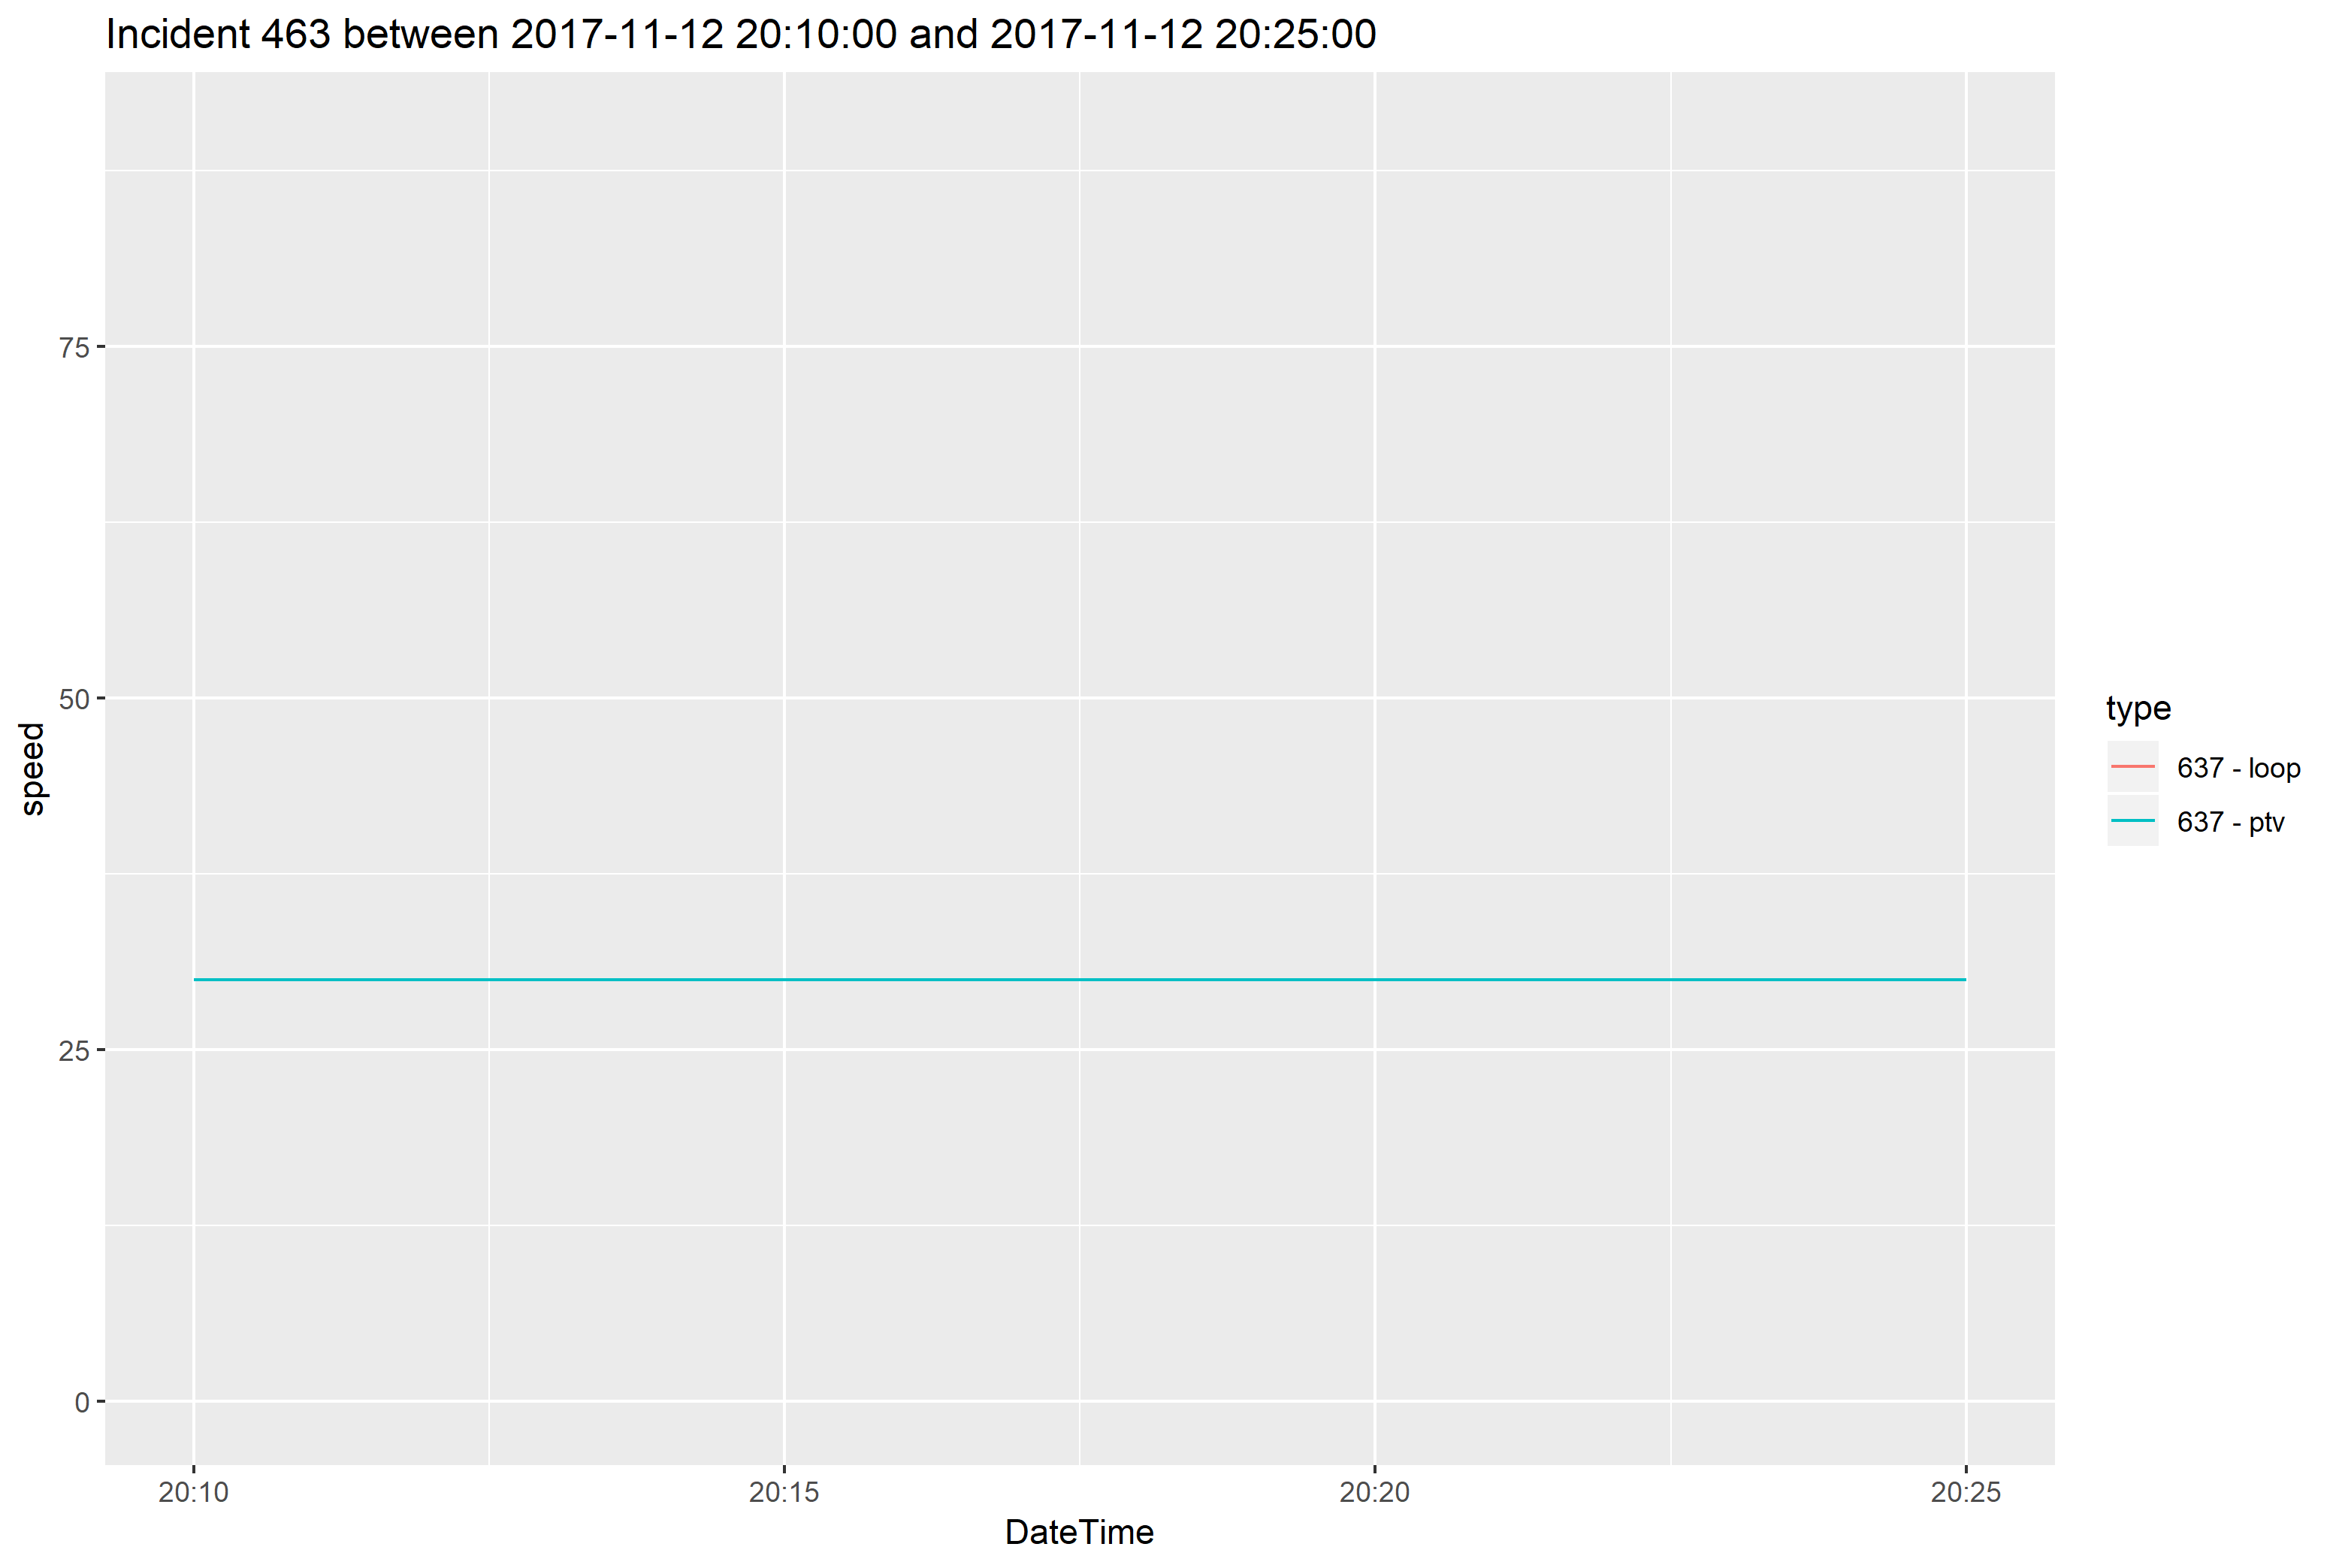 Incident 463 between 2017-11-12 20:10:00 and 2017-11-12 20:25:00
75
50
25
0
speed
20:10 20:15 20:20 20:25
DateTime
type
637 - loop
637 - ptv